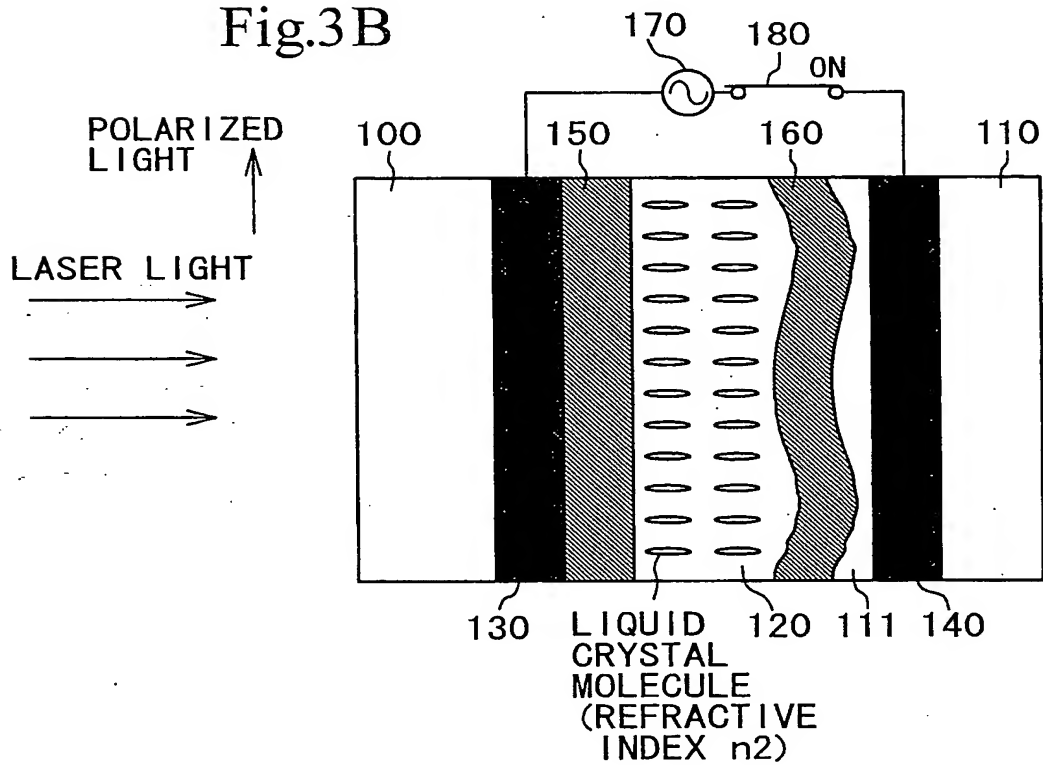 Fig.3B
170
180
ON
POLARIZED
LIGHT
100
150
160
110
LASER LIGHT
130
LIQUID
CRYSTAL
MOLECULE
(REFRACTIVE
INDEX n2)
120
111
140